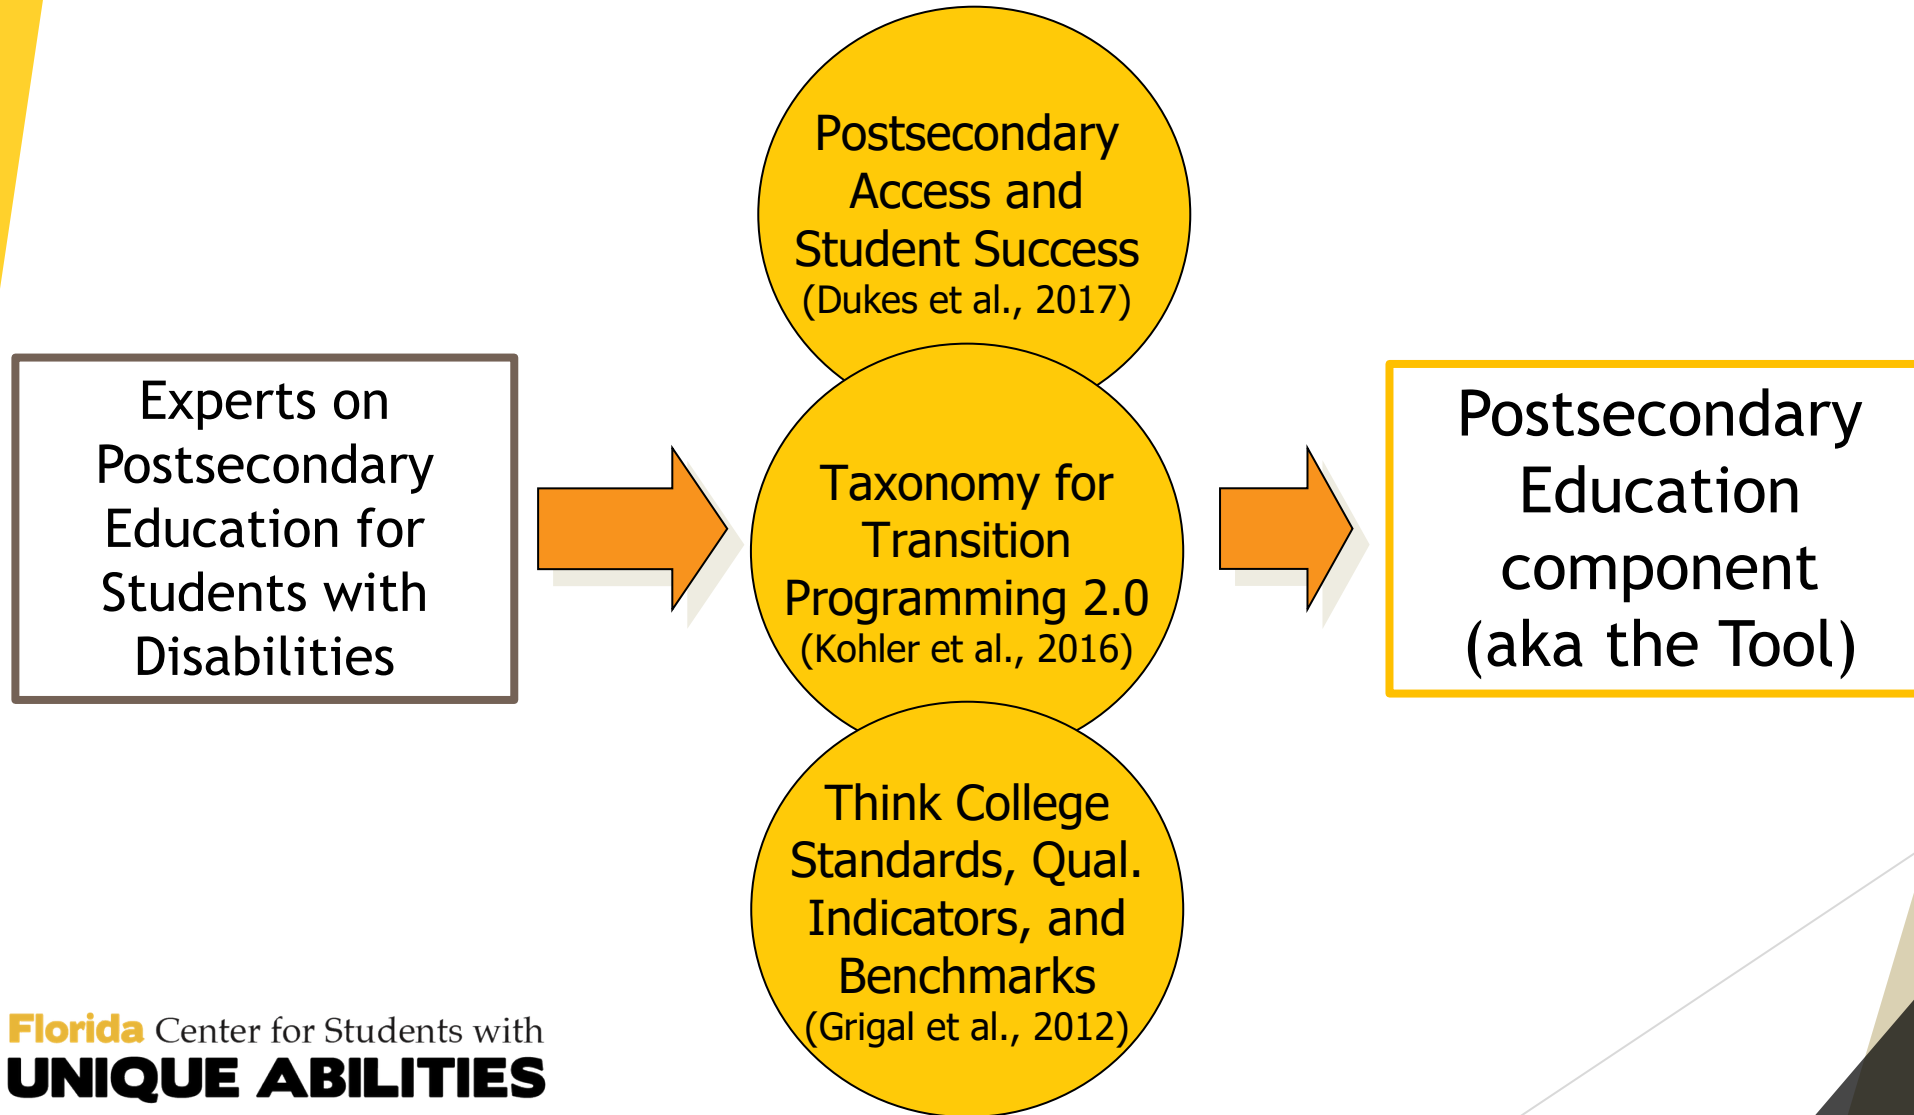 Postsecondary
Access and
Student Success
(Dukes et al., 2017)
Experts on
Postsecondary
Education for
Students with
Disabilities
Taxonomy for
Transition
Programming 2.0
(Kohler et al., 2016)
Postsecondary
Education
component
(aka the Tool)
Think College
Standards, Qual.
Indicators, and
Benchmarks
(Grigal et al., 2012)
Florida Center for Students with
UNIQUE ABILITIES